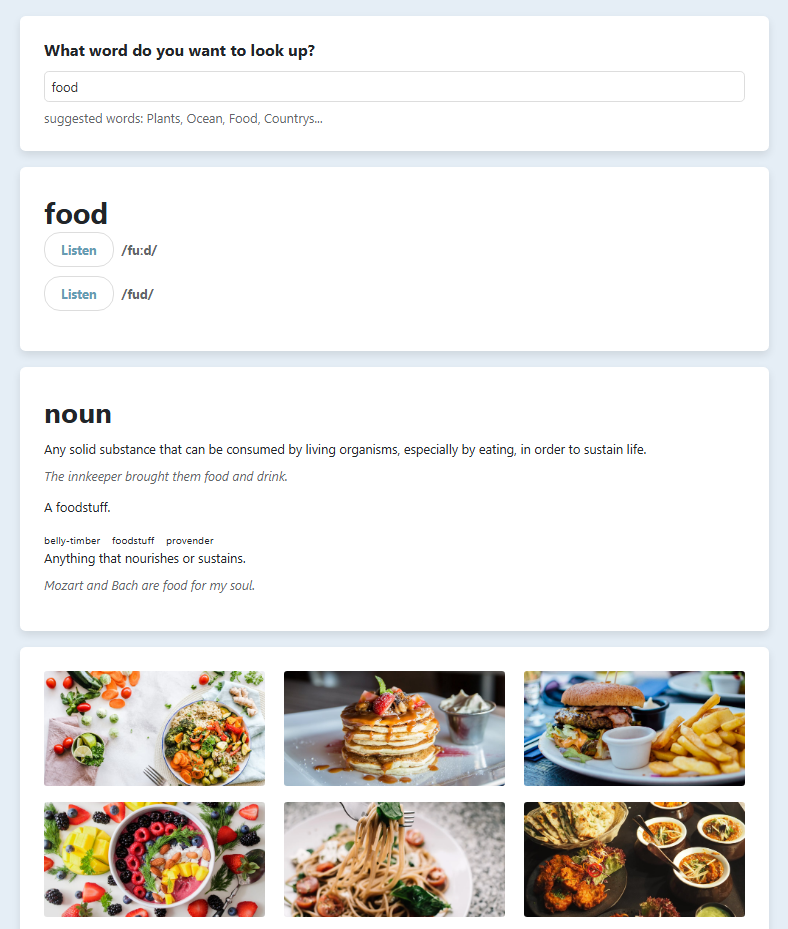 What word do you want to look up?
food
suggested words: Plants, Ocean, Food, Countrys...
food
Listen /fuːd/
Listen /fud/
noun
Any solid substance that can be consumed by living organisms, especially by eating, in order to sustain life.
The innkeeper brought them food and drink.
A foodstuff.
belly-timber foodstuff provender
Anything that nourishes or sustains.
Mozart and Bach are food for my soul.